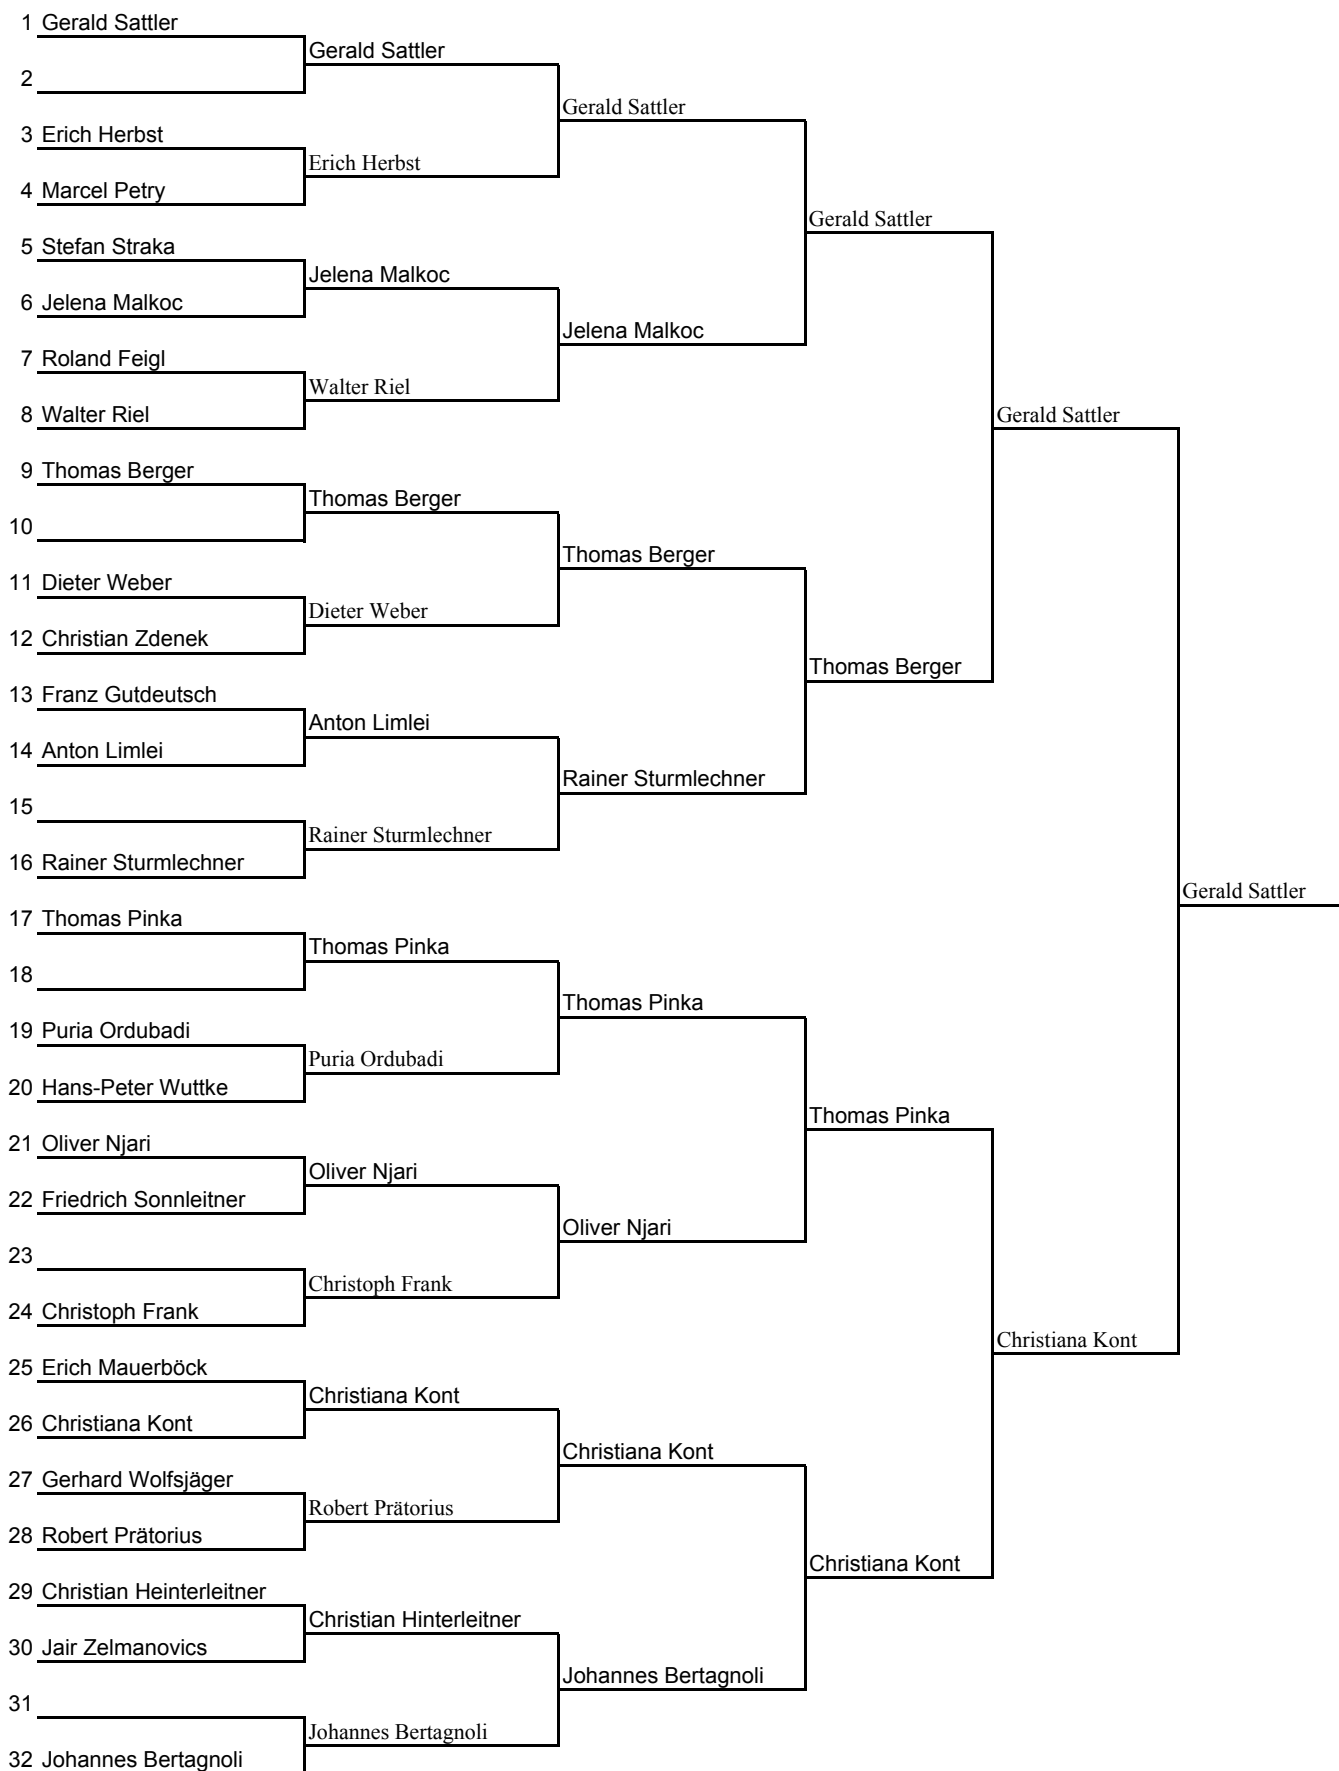 1 Gerald Sattler
Gerald Sattler
2
Gerald Sattler
3 Erich Herbst
Erich Herbst
4 Marcel Petry
Gerald Sattler
5 Stefan Straka
Jelena Malkoc
6 Jelena Malkoc
Jelena Malkoc
7 Roland Feigl
Walter Riel
8 Walter Riel
Gerald Sattler
9 Thomas Berger
Thomas Berger
10
Thomas Berger
11 Dieter Weber
Dieter Weber
12 Christian Zdenek
Thomas Berger
13 Franz Gutdeutsch
Anton Limlei
14 Anton Limlei
Rainer Sturmlechner
15
Rainer Sturmlechner
16 Rainer Sturmlechner
Gerald Sattler
17 Thomas Pinka
Thomas Pinka
18
Thomas Pinka
19 Puria Ordubadi
Puria Ordubadi
20 Hans-Peter Wuttke
Thomas Pinka
21 Oliver Njari
Oliver Njari
22 Friedrich Sonnleitner
Oliver Njari
23
Christoph Frank
24 Christoph Frank
Christiana Kont
25 Erich Mauerböck
Christiana Kont
26 Christiana Kont
Christiana Kont
27 Gerhard Wolfsjäger
Robert Prätorius
28 Robert Prätorius
Christiana Kont
29 Christian Heinterleitner
Christian Hinterleitner
30 Jair Zelmanovics
Johannes Bertagnoli
31
Johannes Bertagnoli
32 Johannes Bertagnoli